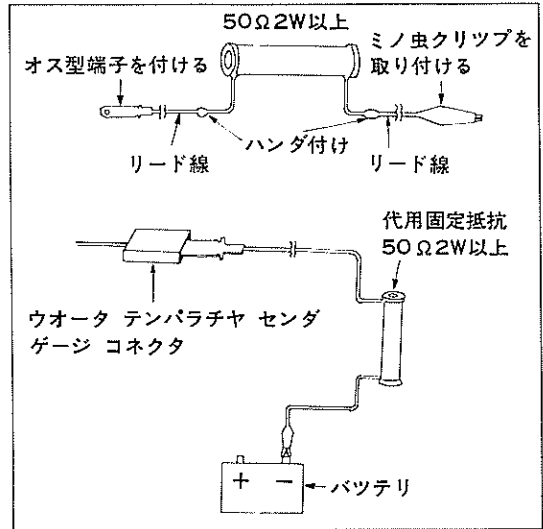 50Ω2W以上
オス型端子を付ける
ミノ虫クリツプを
取り付ける
ハンダ付け
リード線
リード線
代用固定抵抗
50Ω2W以上
ウオータ テンパラチヤ センダ
ゲージ コネクタ
+ −
バツテリ